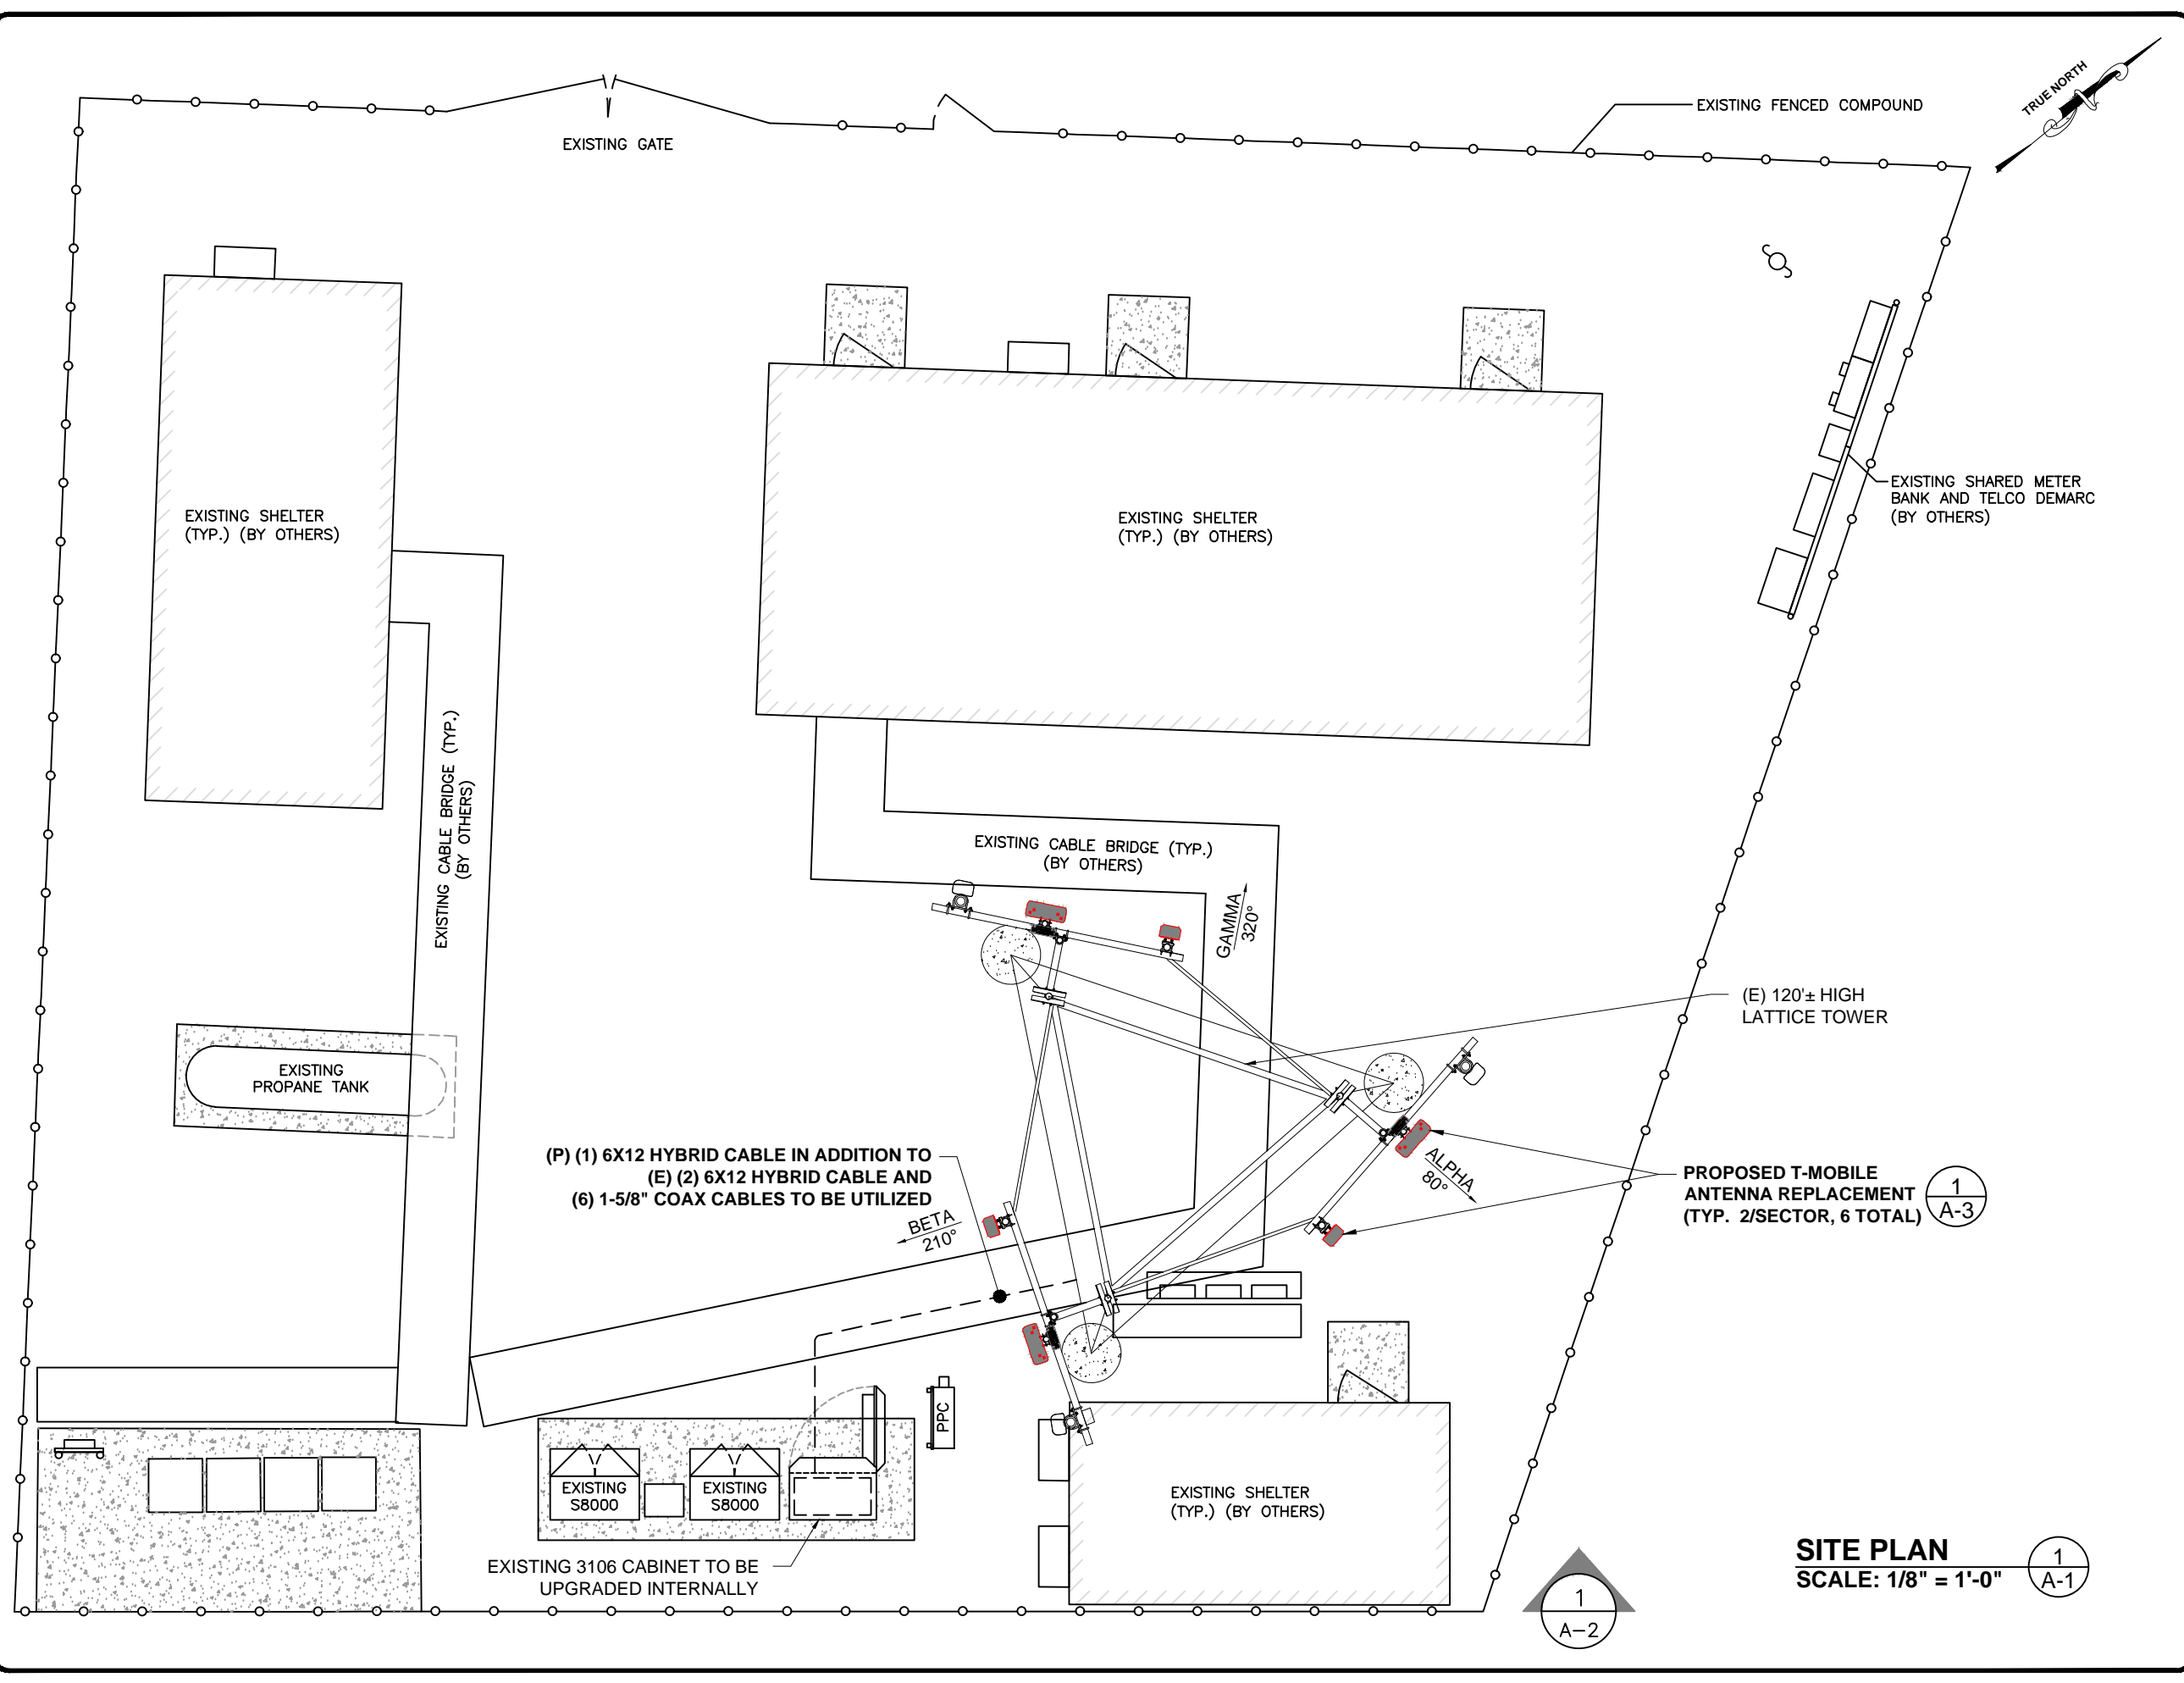 TRUE NORTH
EXISTING FENCED COMPOUND
EXISTING GATE
EXISTING SHELTER
(TYP.) (BY OTHERS)
EXISTING SHELTER
(TYP.) (BY OTHERS)
EXISTING SHARED METER
BANK AND TELCO DEMARC
(BY OTHERS)
EXISTING CABLE BRIDGE (TYP.)
(BY OTHERS)
EXISTING CABLE BRIDGE (TYP.)
(BY OTHERS)
GAMMA
320°
(E) 120'± HIGH
LATTICE TOWER
EXISTING
PROPANE TANK
(P) (1) 6X12 HYBRID CABLE IN ADDITION TO
(E) (2) 6X12 HYBRID CABLE AND
(6) 1-5/8" COAX CABLES TO BE UTILIZED
BETA
210°
ALPHA
80°
PROPOSED T-MOBILE
ANTENNA REPLACEMENT
(TYP. 2/SECTOR, 6 TOTAL)
1
A-3
PPC
EXISTING
S8000
EXISTING
S8000
EXISTING SHELTER
(TYP.) (BY OTHERS)
EXISTING 3106 CABINET TO BE
UPGRADED INTERNALLY
1
A-2
SITE PLAN
SCALE: 1/8" = 1'-0"
1
A-1